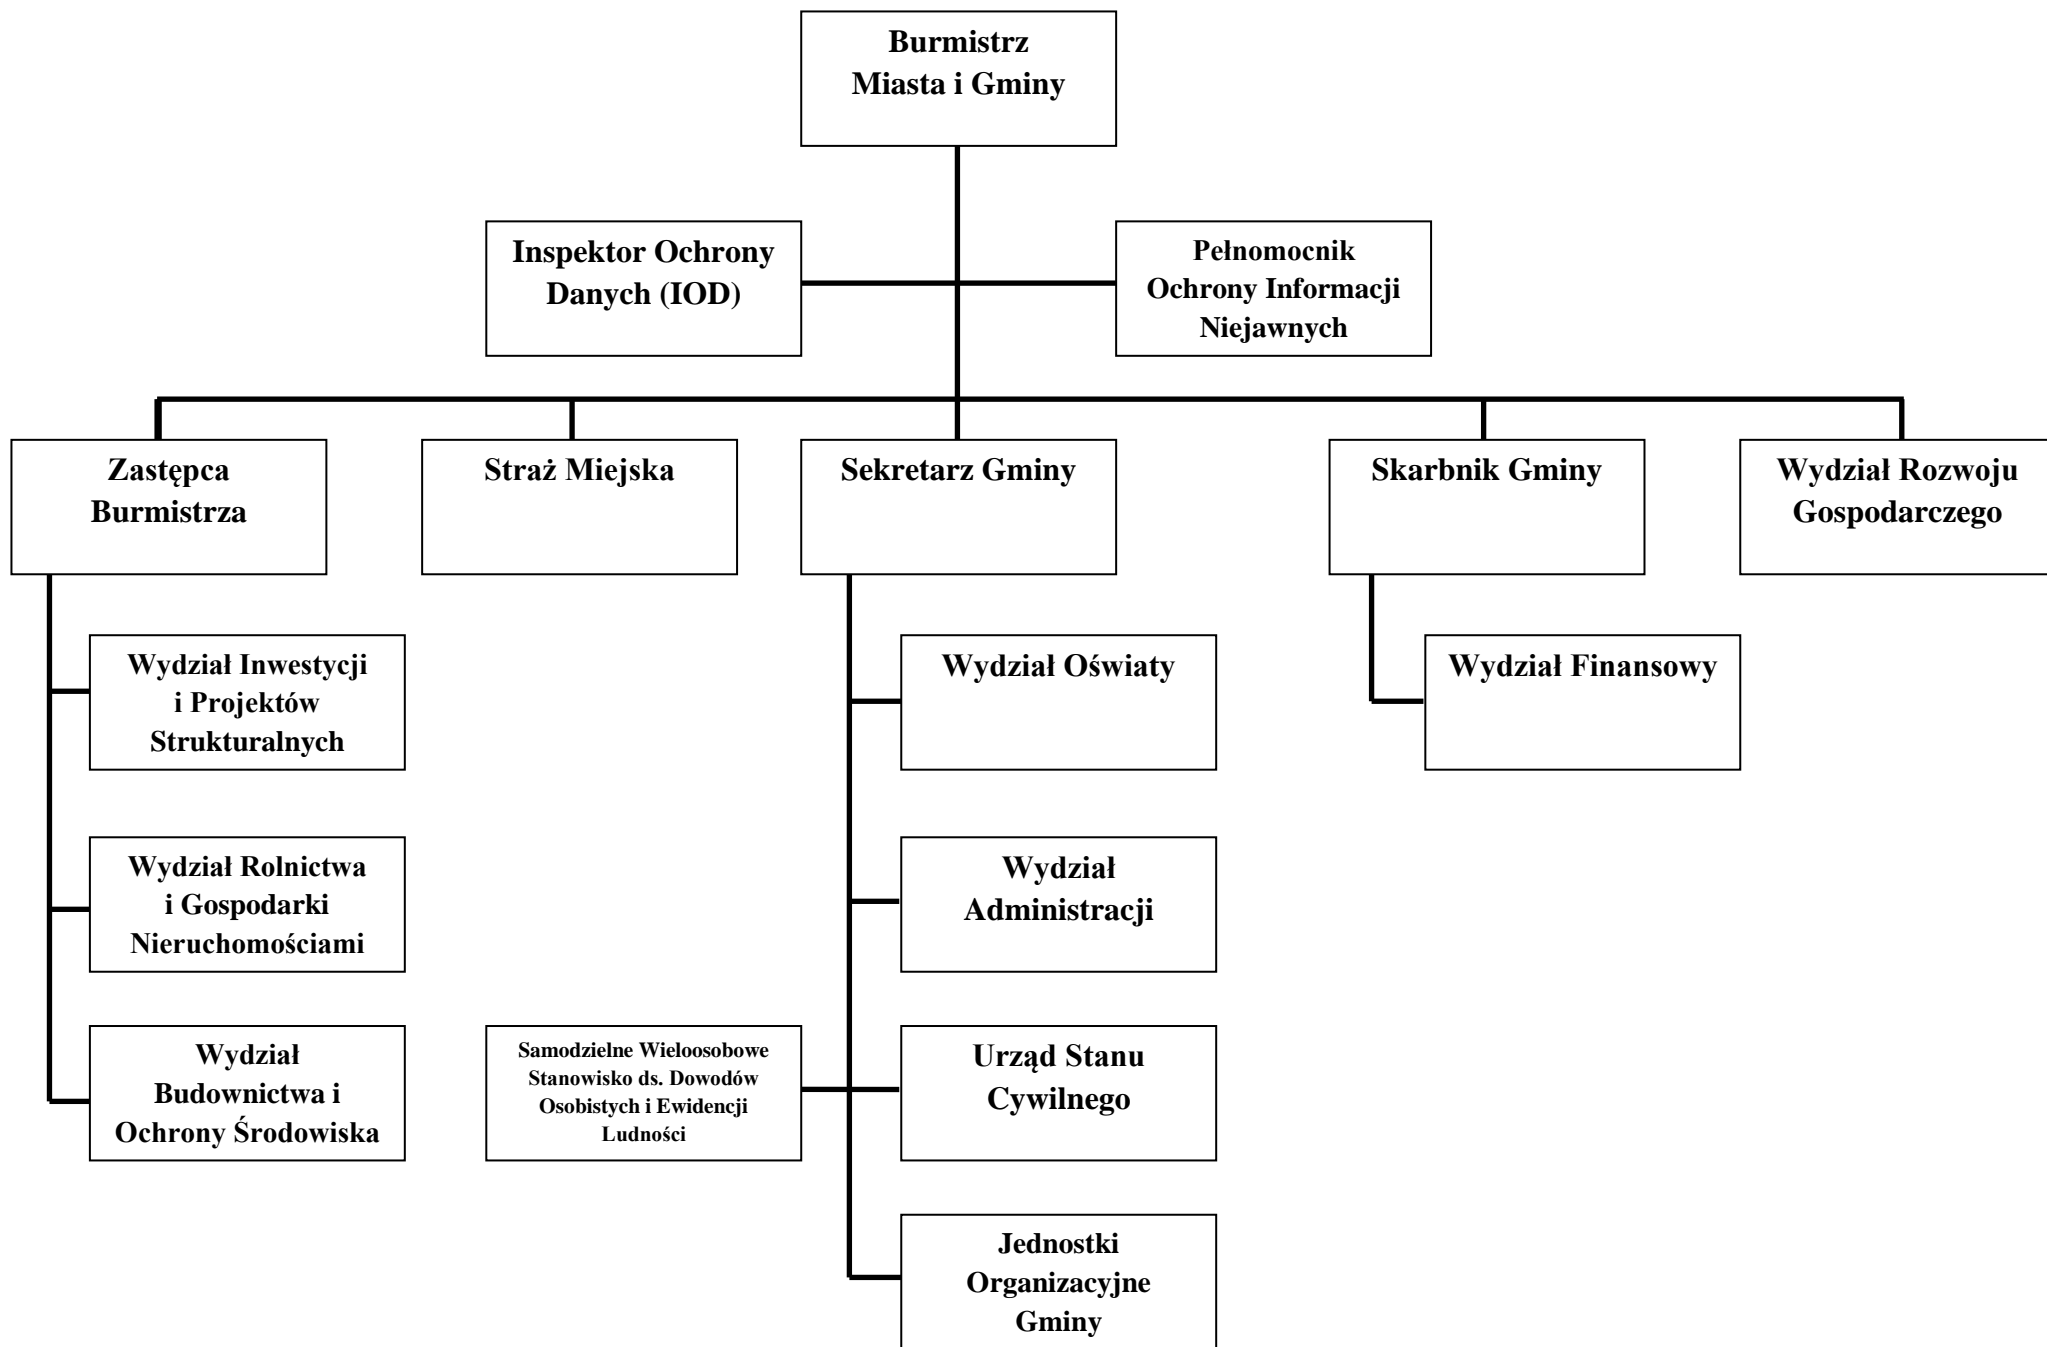 Burmistrz
Miasta i Gminy
Inspektor Ochrony
Danych (IOD)
Pełnomocnik
Ochrony Informacji
Niejawnych
Zastępca
Burmistrza
Straż Miejska
Sekretarz Gminy
Skarbnik Gminy
Wydział Rozwoju
Gospodarczego
Wydział Inwestycji
i Projektów
Strukturalnych
Wydział Oświaty
Wydział Finansowy
Wydział Rolnictwa
i Gospodarki
Nieruchomościami
Wydział
Administracji
Wydział
Budownictwa i
Ochrony Środowiska
Samodzielne Wieloosobowe
Stanowisko ds. Dowodów
Osobistych i Ewidencji
Ludności
Urząd Stanu
Cywilnego
Jednostki
Organizacyjne
Gminy